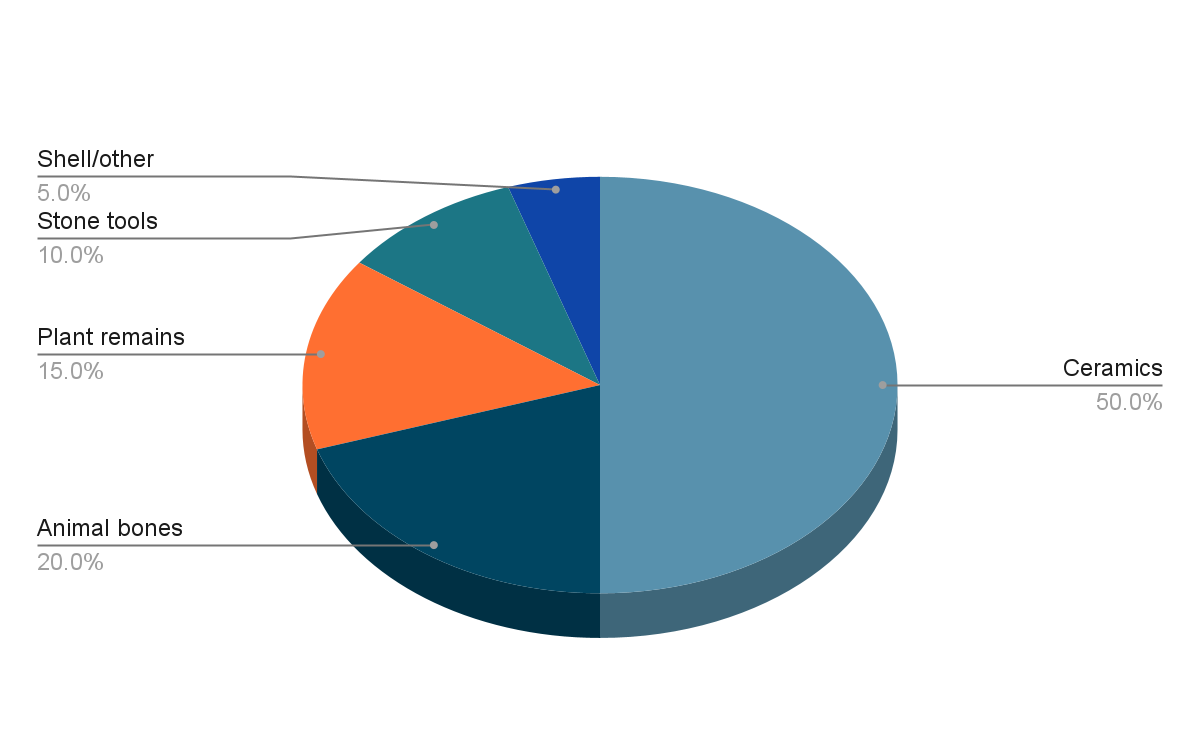 Shell/other
5.0%
Stone tools
10.0%
Plant remains
15.0%
Animal bones
20.0%
Ceramics
50.0%